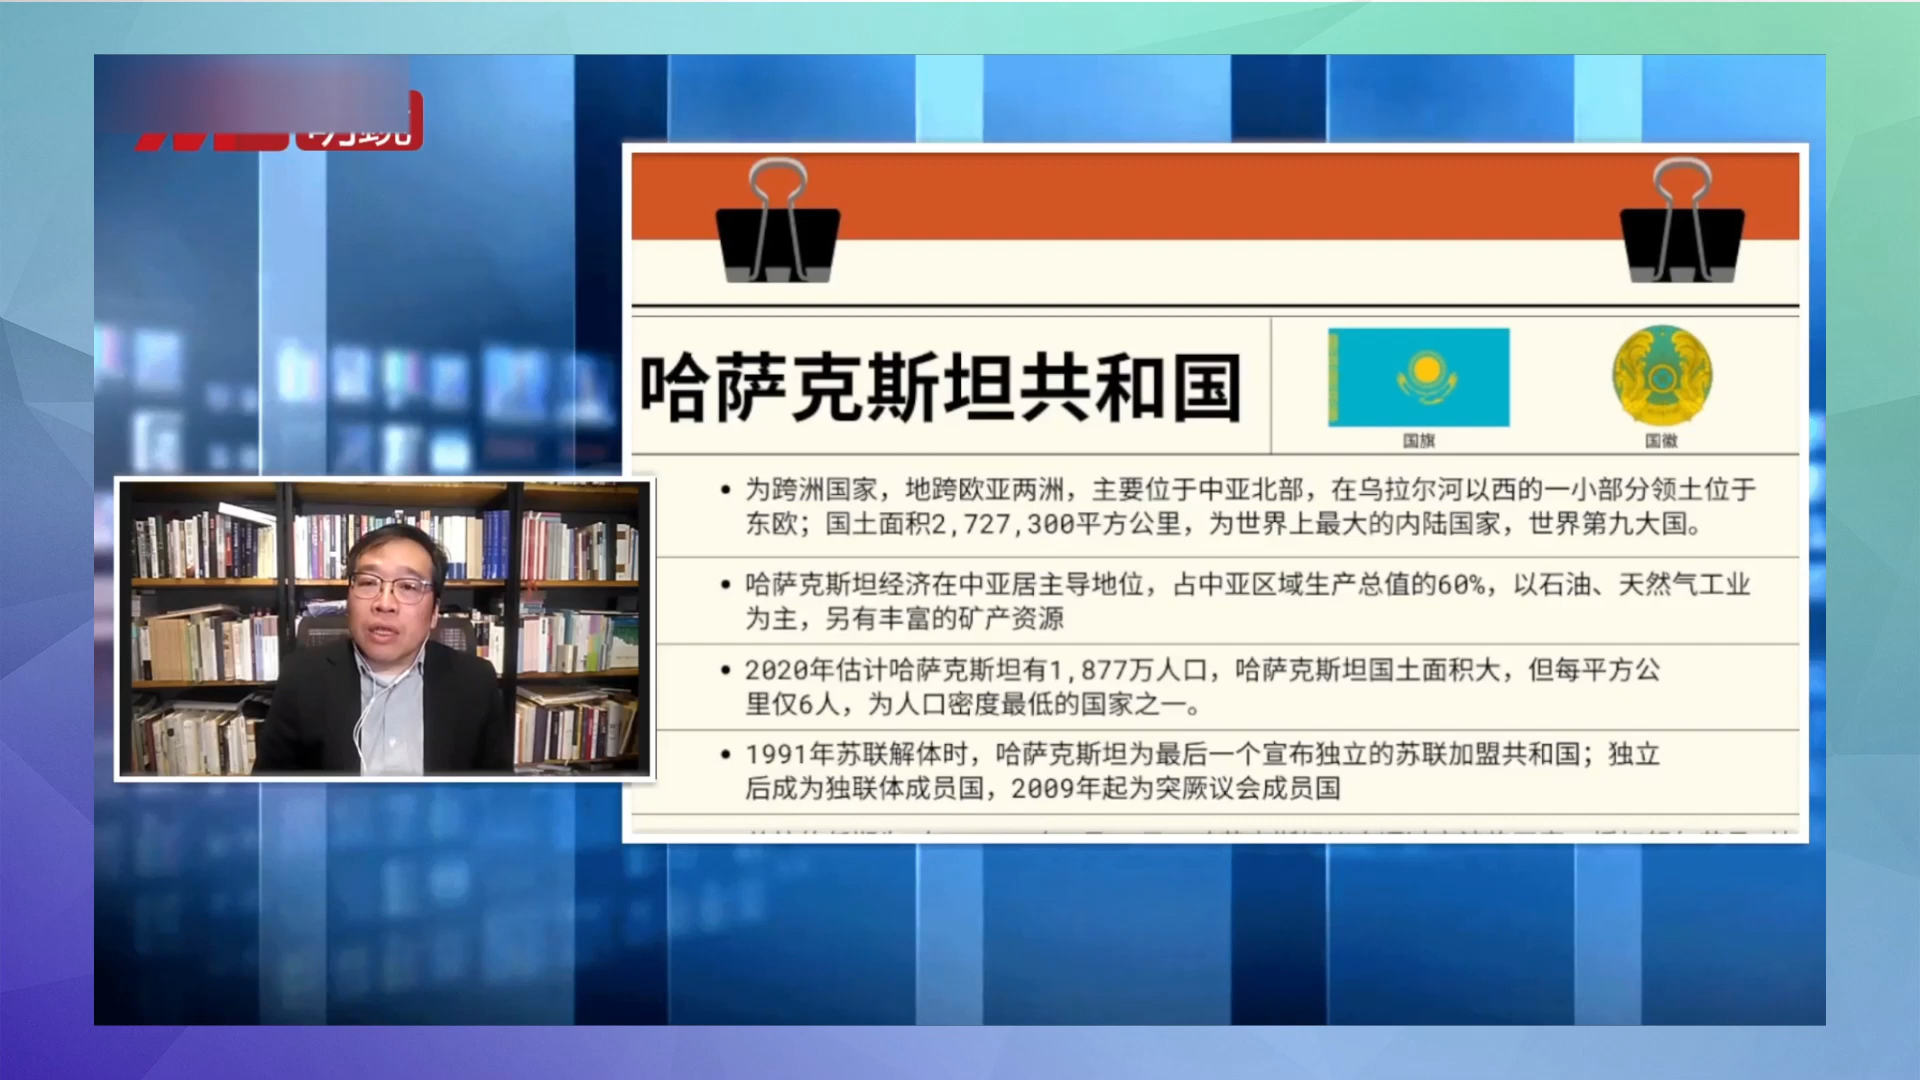 哈萨克斯坦共和国
国旗
国徽
• 为跨洲国家，地跨欧亚两洲，主要位于中亚北部，在乌拉尔河以西的一小部分领土位于
东欧；国土面积2,727,300平方公里，为世界上最大的内陆国家，世界第九大国。
• 哈萨克斯坦经济在中亚居主导地位，占中亚区域生产总值的60%，以石油、天然气工业
为主，另有丰富的矿产资源
• 2020年估计哈萨克斯坦有1,877万人口，哈萨克斯坦国土面积大，但每平方公
里仅6人，为人口密度最低的国家之一。
• 1991年苏联解体时，哈萨克斯坦为最后一个宣布独立的苏联加盟共和国；独立
后成为独联体成员国，2009年起为突厥议会成员国